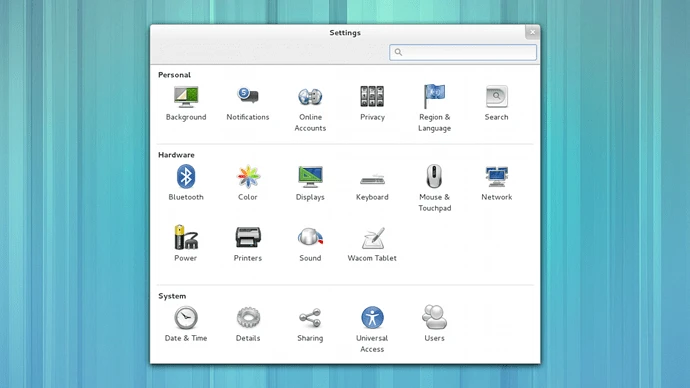 Settings
Personal
Background Notifications Online Accounts Privacy Region & Language Search
Hardware
Bluetooth Color Displays Keyboard Mouse & Touchpad Network
Power Printers Sound Wacom Tablet
System
Date & Time Details Sharing Universal Access Users